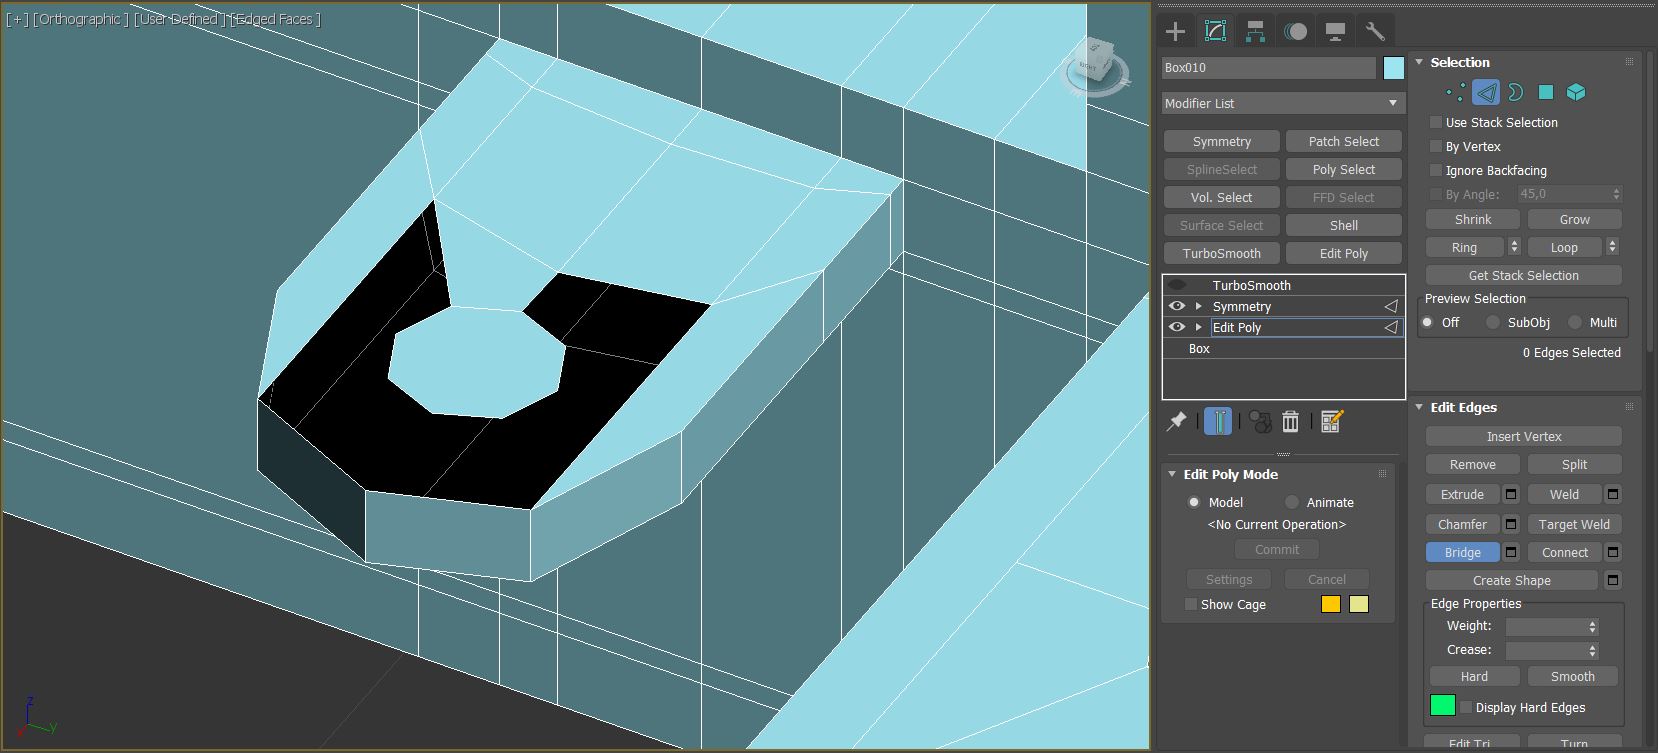 [+] [Orthographic ] [User Defined ] [Edged Faces ]
RIGHT
z
y
x
Box010
Modifier List
Symmetry
Patch Select
SplineSelect
Poly Select
Vol. Select
FFD Select
Surface Select
Shell
TurboSmooth
Edit Poly
TurboSmooth
Symmetry
Edit Poly
Box
Edit Poly Mode
Model
Animate
<No Current Operation>
Commit
Settings
Cancel
Show Cage
Selection
Use Stack Selection
By Vertex
Ignore Backfacing
By Angle:
45,0
Shrink
Grow
Ring
Loop
Get Stack Selection
Preview Selection
Off
SubObj
Multi
0 Edges Selected
Edit Edges
Insert Vertex
Remove
Split
Extrude
Weld
Chamfer
Target Weld
Bridge
Connect
Create Shape
Edge Properties
Weight:
Crease:
Hard
Smooth
Display Hard Edges
Edit Tri
Turn